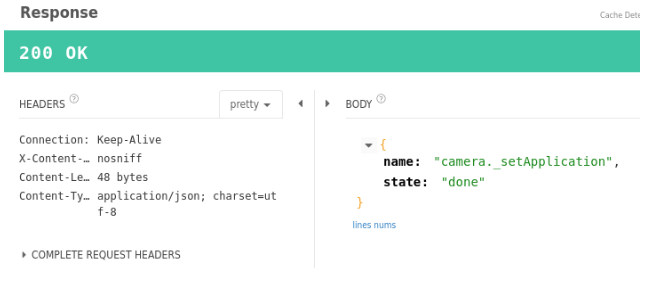 Response
Cache Dete
200 OK
HEADERS ?
pretty
BODY ?
Connection: Keep-Alive
X-Content-… nosniff
Content-Le… 48 bytes
Content-Ty… application/json; charset=ut
f-8
COMPLETE REQUEST HEADERS
{
name: "camera._setApplication",
state: "done"
}
lines nums